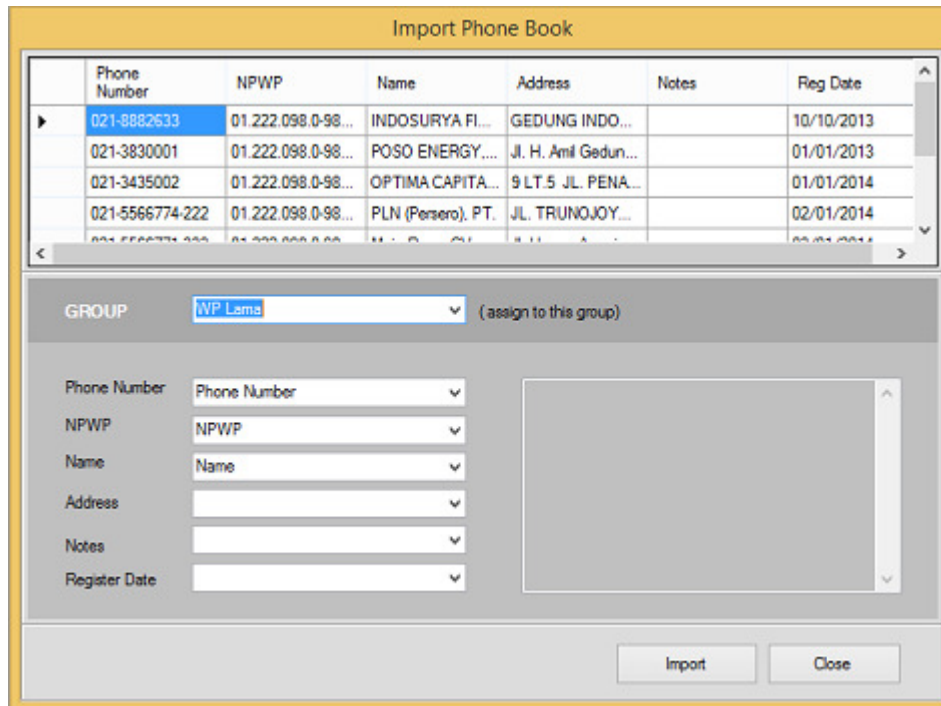 Import Phone Book
Phone Number NPWP Name Address Notes Reg Date
021-8882633 01.222.098.0-98... INDOSURYA FI... GEDUNG INDO... 10/10/2013
021-3830001 01.222.098.0-98... POSO ENERGY,... Jl. H. Amil Gedun... 01/01/2013
021-3435002 01.222.098.0-98... OPTIMA CAPITA... 9 LT.5 JL. PENA... 01/01/2014
021-5566774-222 01.222.098.0-98... PLN (Persero), PT. JL. TRUNOJOY... 02/01/2014
GROUP WP Lama ( assign to this group)
Phone Number Phone Number
NPWP NPWP
Name Name
Address
Notes
Register Date
Import Close